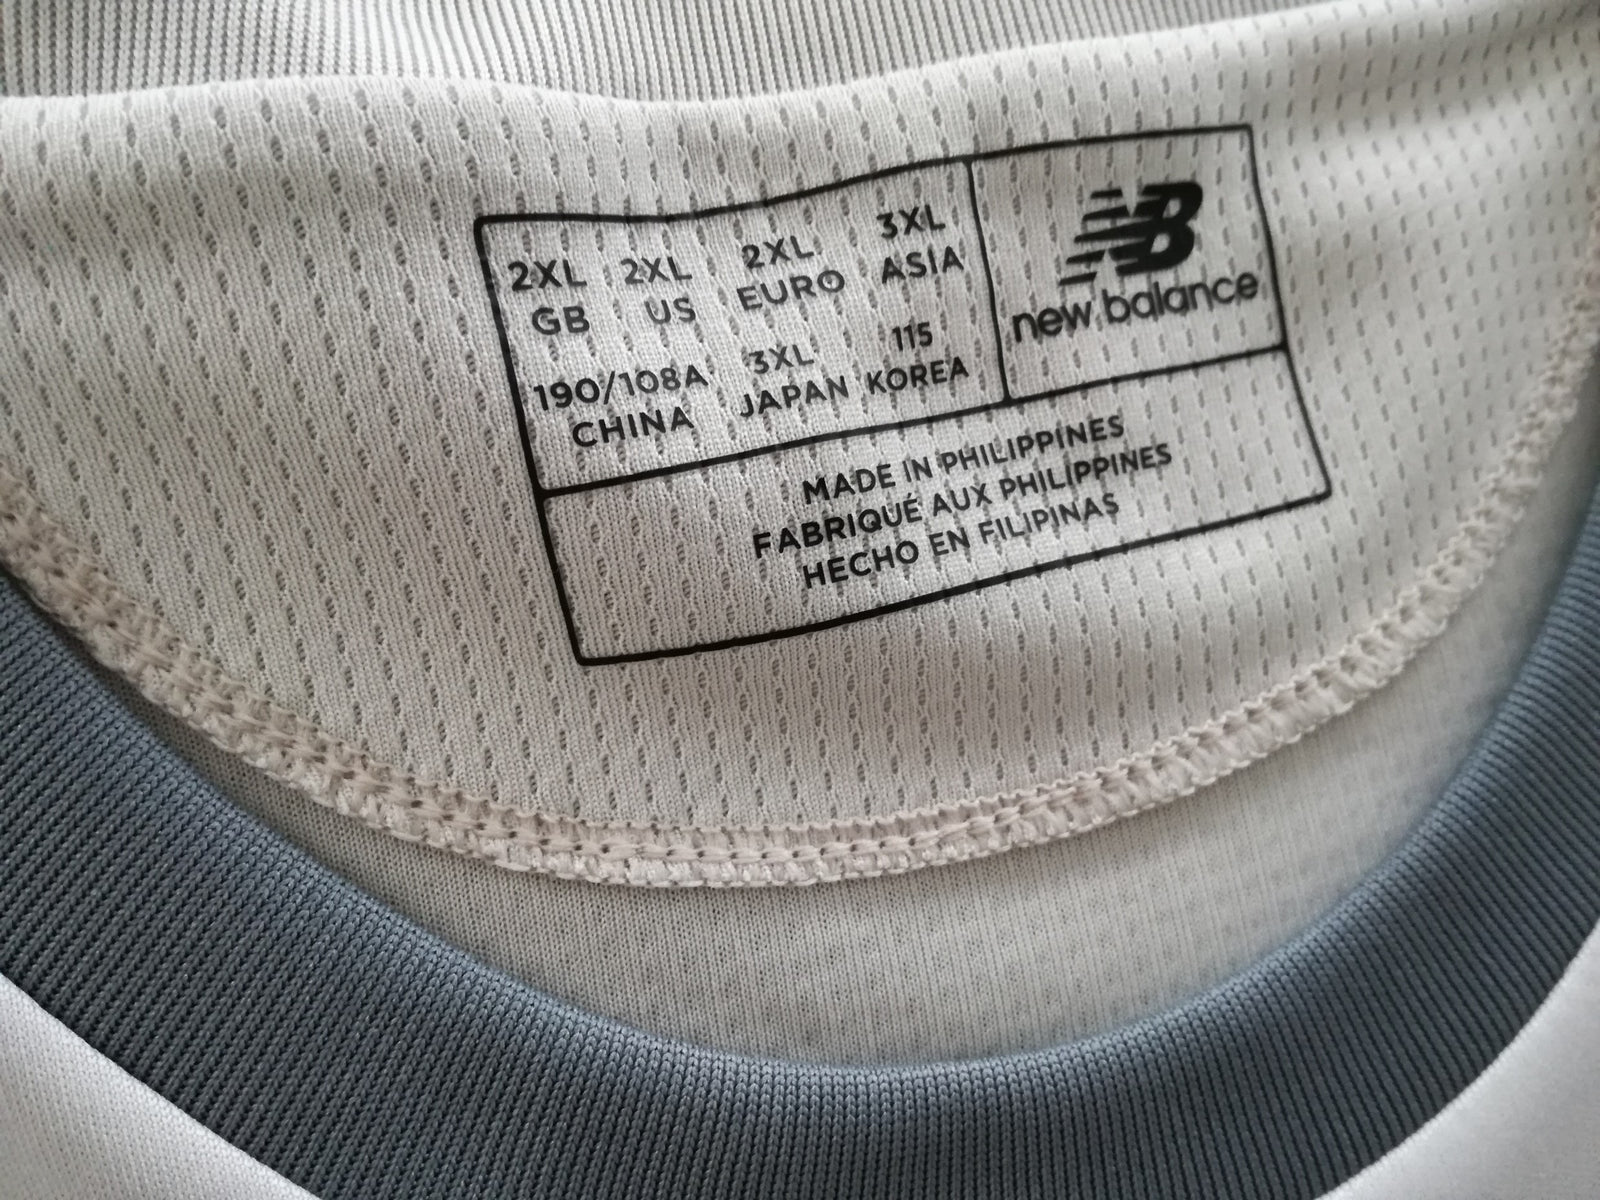 2XL 2XL 2XL 3XL
GB US EURO ASIA
190/108A 3XL 115
CHINA JAPAN KOREA
NB
new balance
MADE IN PHILIPPINES
FABRIQUÉ AUX PHILIPPINES
HECHO EN FILIPINAS